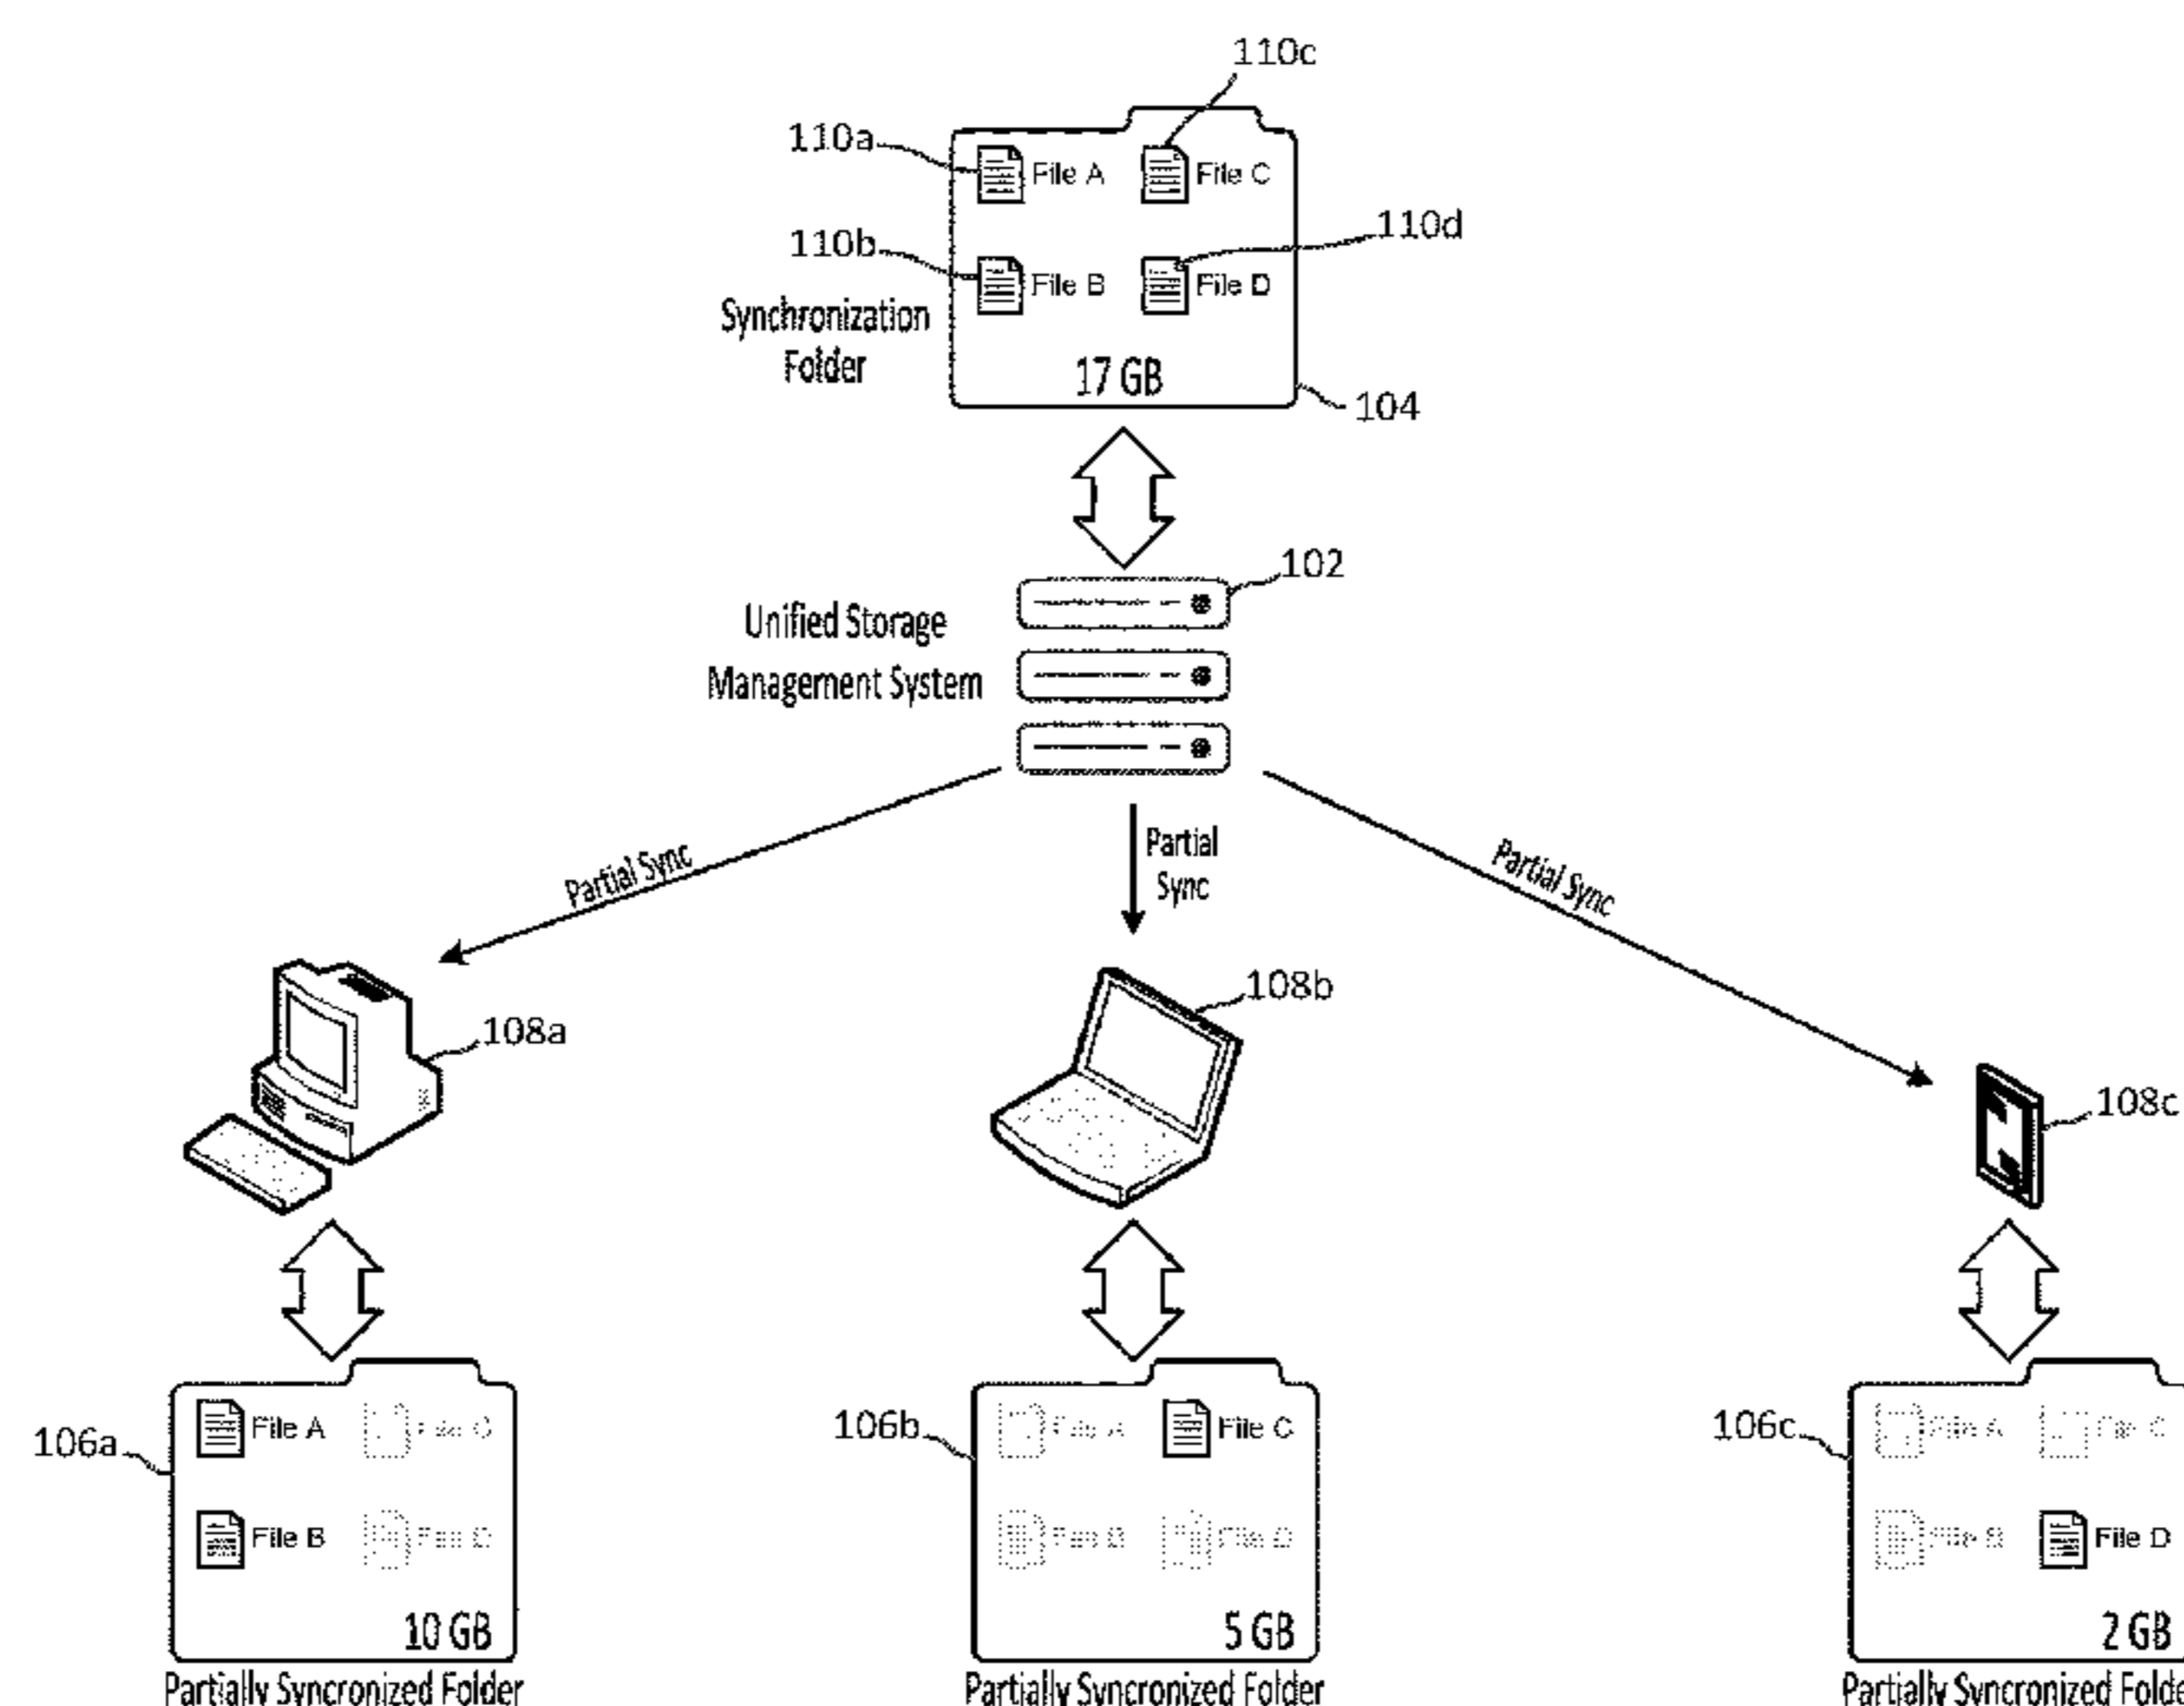 110c
110a
File A
File C
110b
110d
File B
File D
Synchronization
Folder
17 GB
104
102
Unified Storage
Management System
Partial Sync
Partial
Sync
Partial Sync
108a
108b
108c
106a
File A
File B
10 GB
Partially Syncronized Folder
106b
File C
5 GB
Partially Syncronized Folder
106c
File D
2 GB
Partially Syncronized